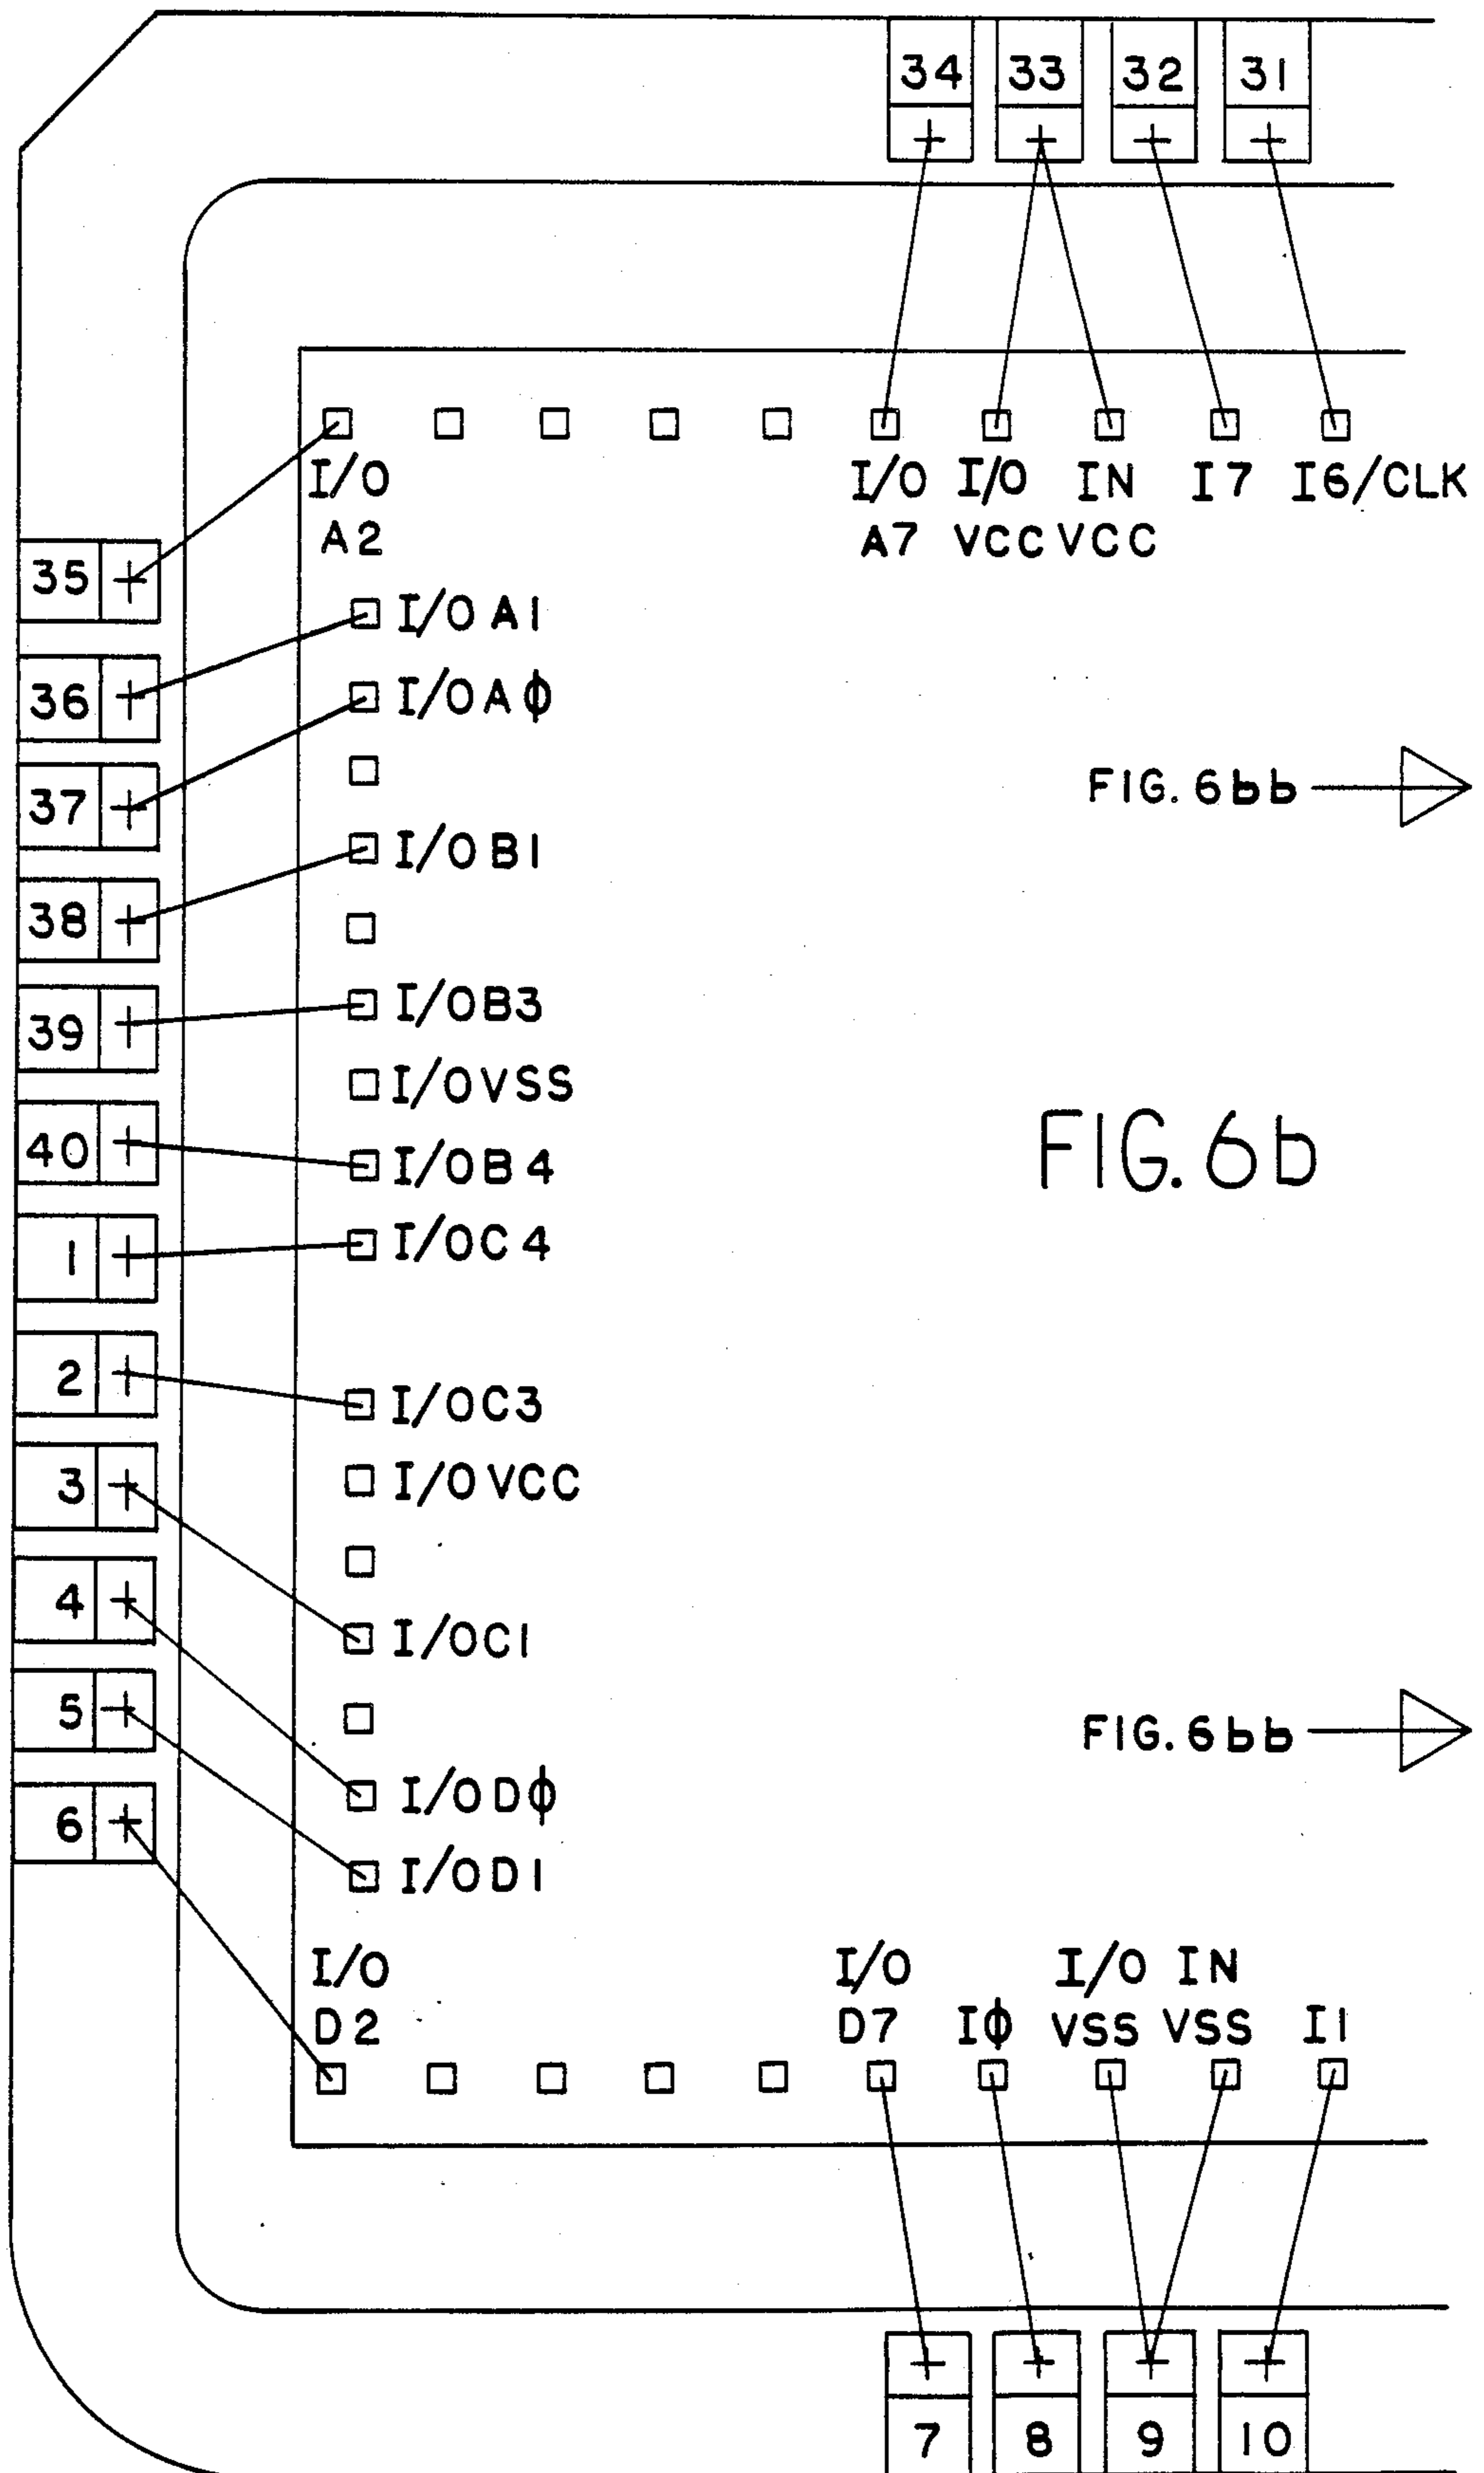 34 33 32 31
I/O I/O I/O IN I7 I6/CLK
A2 A7 VCC VCC
35
I/O A1
36
I/O Aϕ
37
FIG. 6bb
I/O B1
38
I/O B3
39
I/O VSS
40
I/O B4
FIG. 6b
1
I/O C4
2
I/O C3
3
I/O VCC
4
I/O C1
5
FIG. 6bb
I/O Dϕ
6
I/O D1
I/O I/O I/O IN
D2 D7 Iϕ VSS VSS I1
7 8 9 10